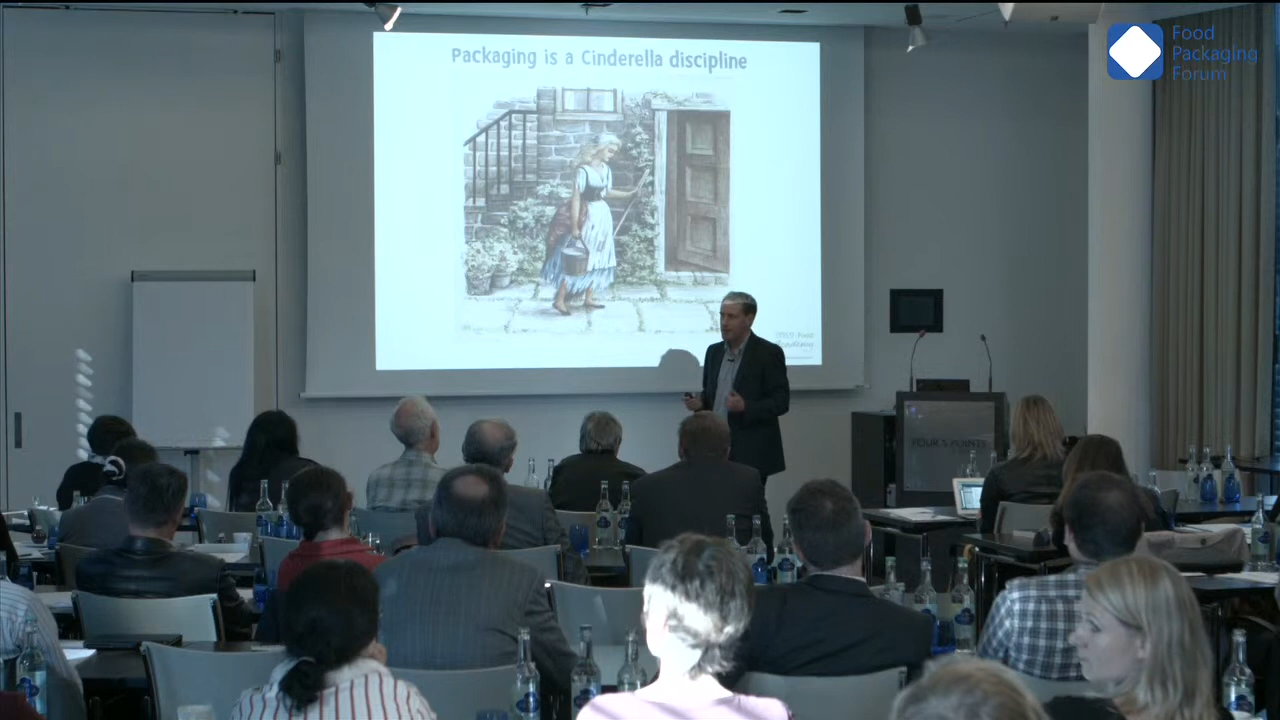 Packaging is a Cinderella discipline
Food
Packaging
Forum
FOUR POINTS